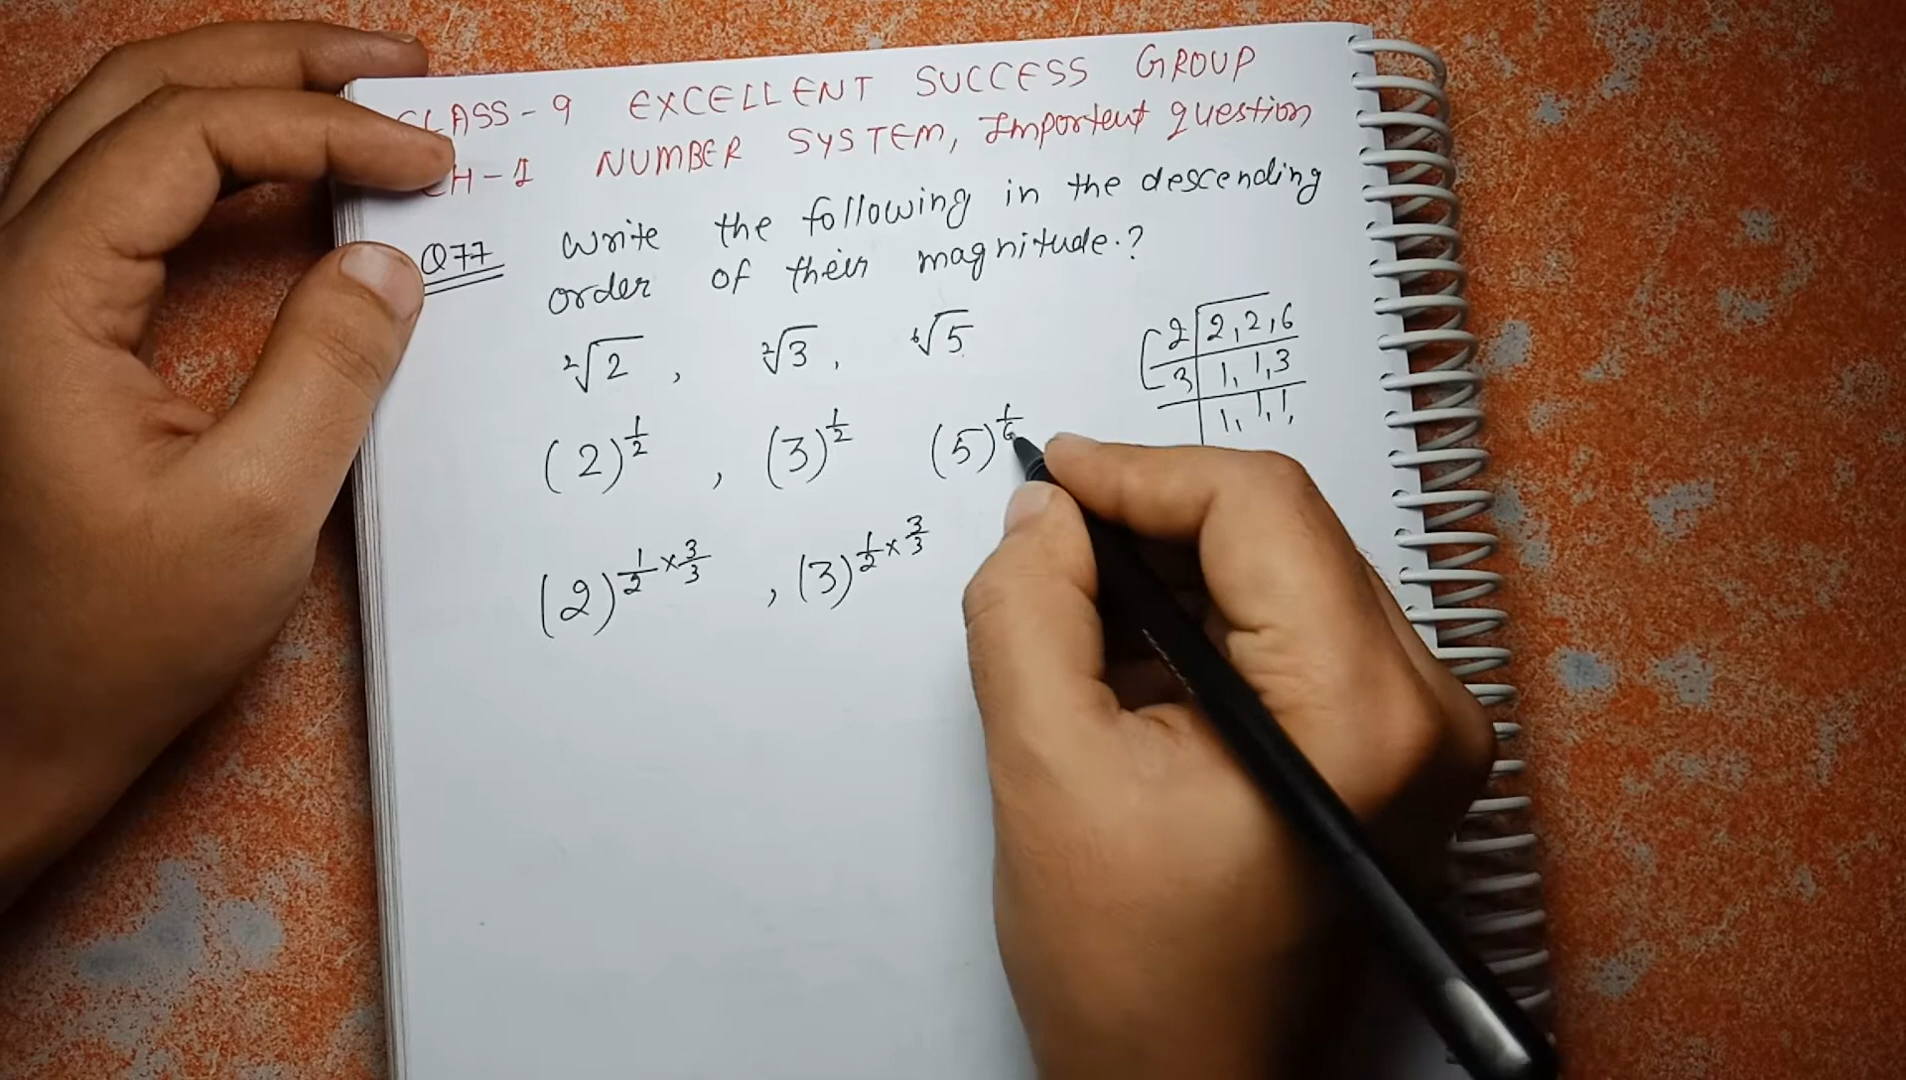 CLASS-9 EXCELLENT SUCCESS GROUP
CH-1 NUMBER SYSTEM, Importent question
Q77 Write the following in the descending
order of their magnitude.?
²√2 , ²√3 , ⁶√5
2 | 2, 2, 6
3 | 1, 1, 3
1, 1, 1,
(2)^1/2 , (3)^1/2 (5)^1/6
(2)^1/2 × 3/3 , (3)^1/2 × 3/3